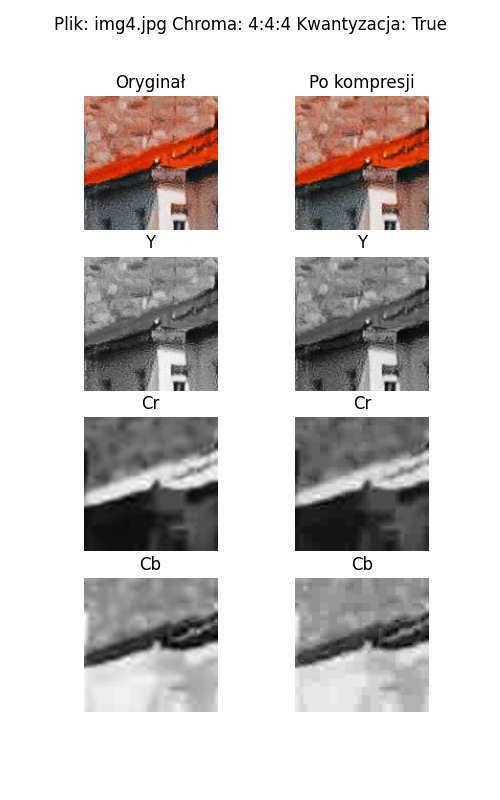 Plik: img4.jpg Chroma: 4:4:4 Kwantyzacja: True
Oryginał Po kompresji
Y Y
Cr Cr
Cb Cb